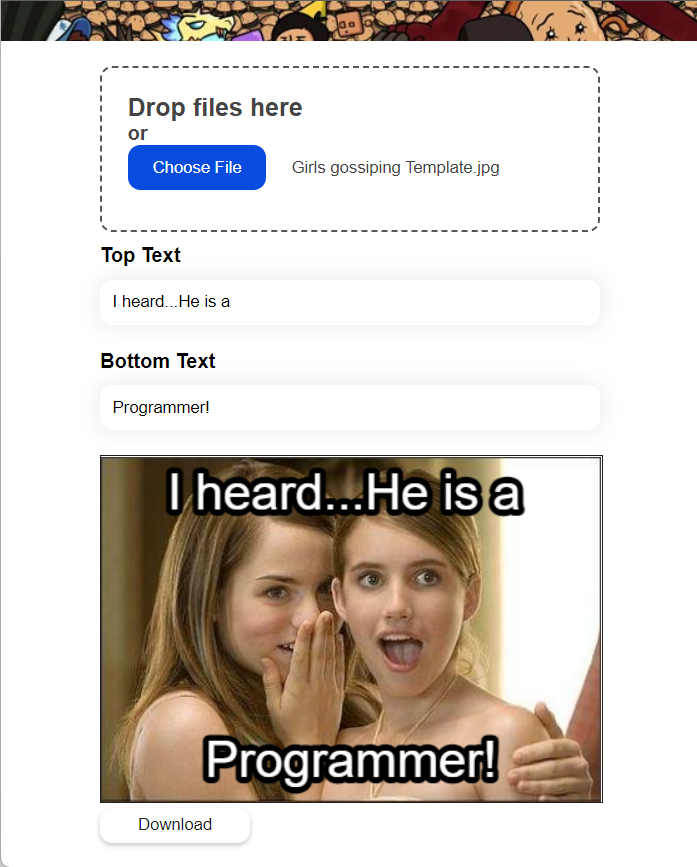 Drop files here
or
Choose File Girls gossiping Template.jpg
Top Text
I heard...He is a
Bottom Text
Programmer!
I heard...He is a
Programmer!
Download